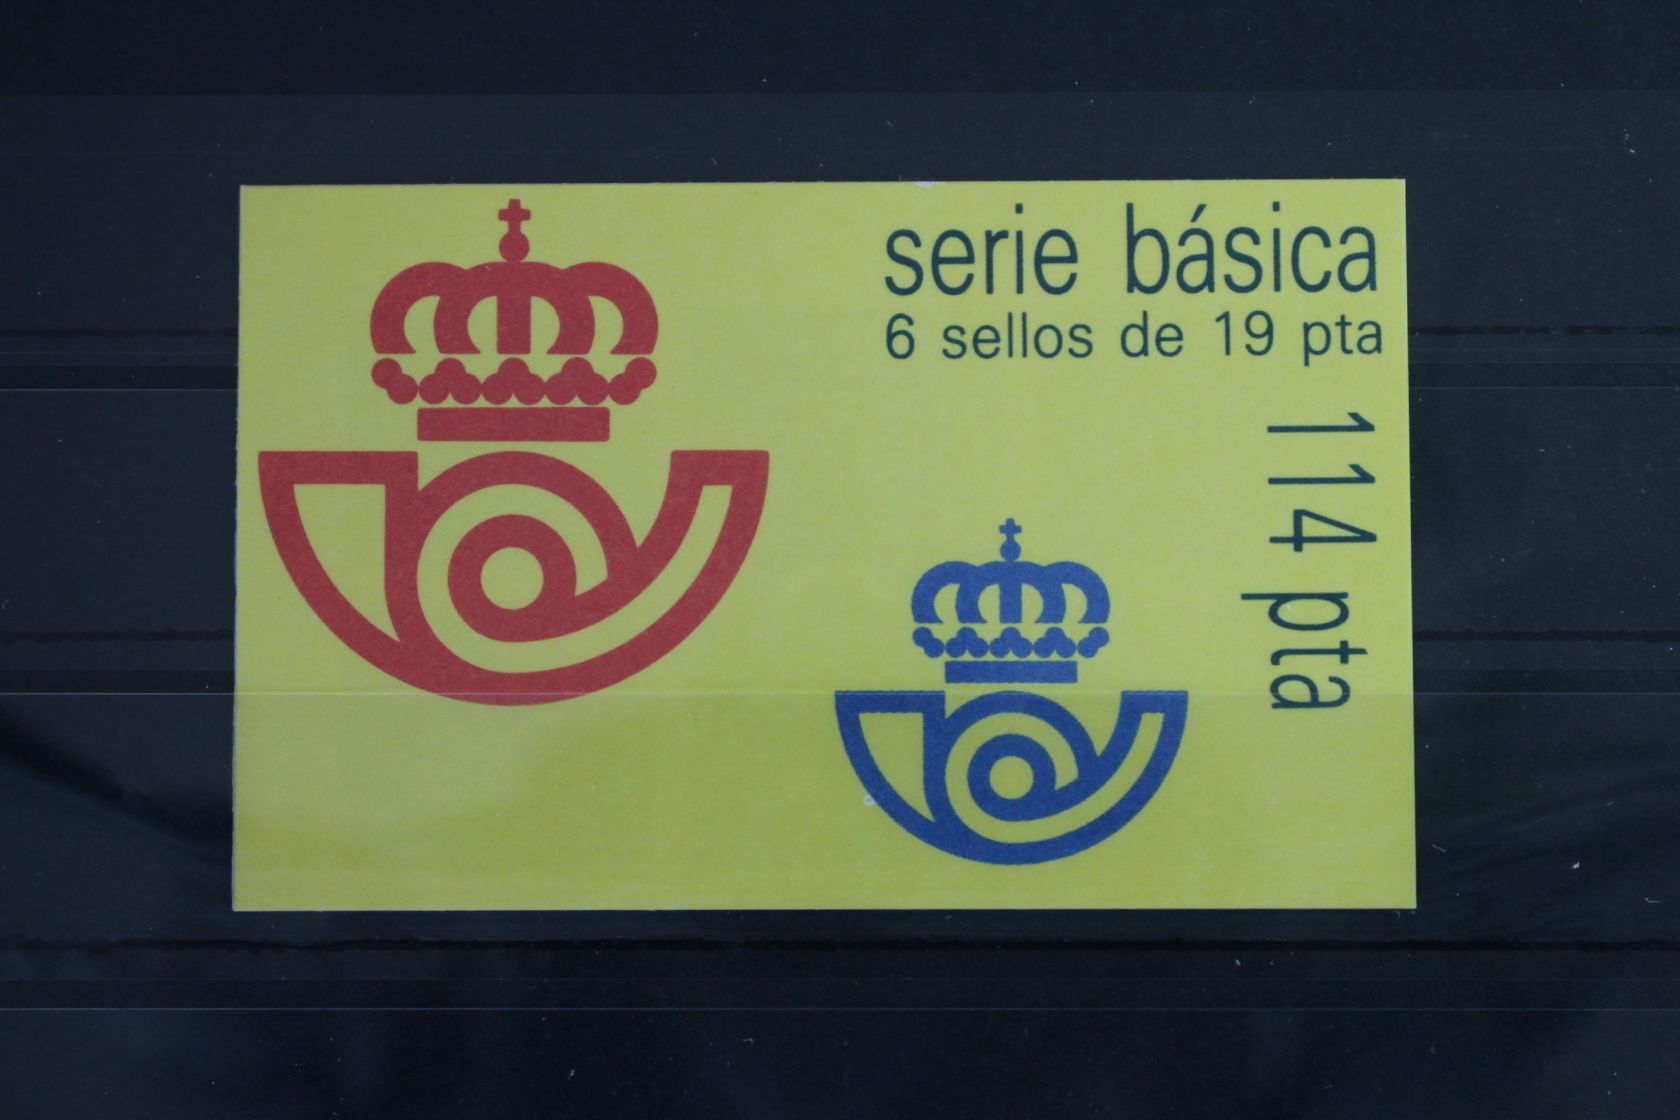 serie básica
6 sellos de 19 pta
114 pta